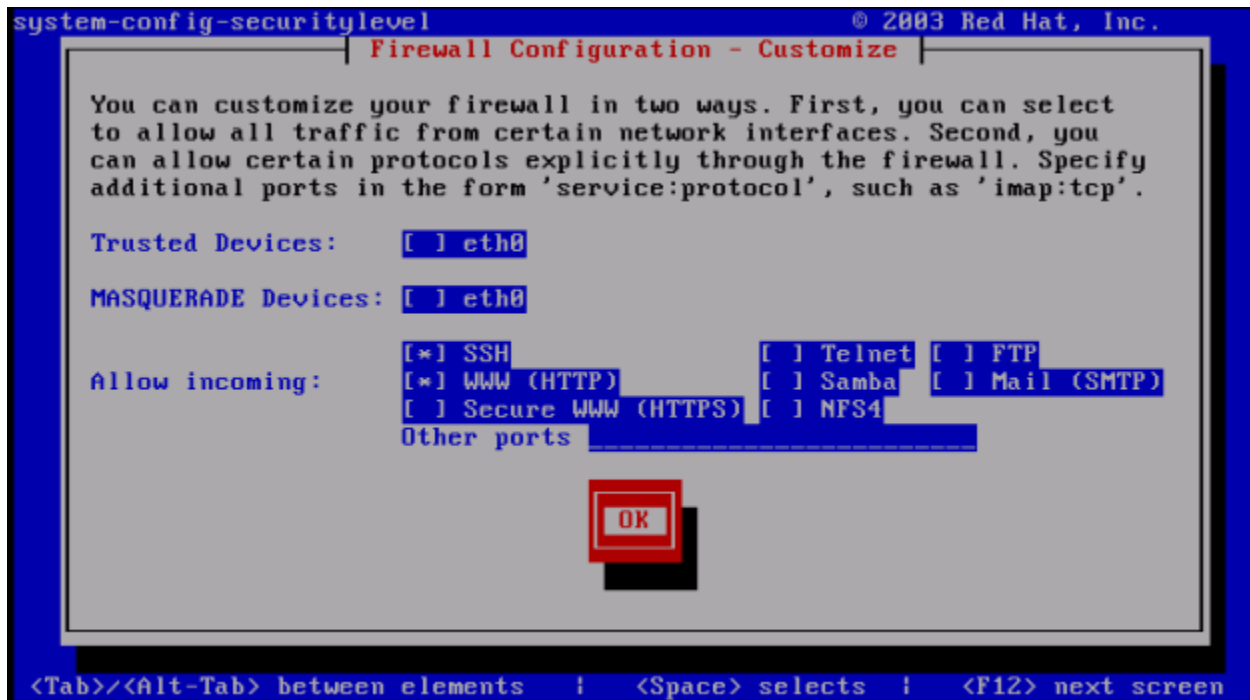 system-config-securitylevel © 2003 Red Hat, Inc.
Firewall Configuration - Customize
You can customize your firewall in two ways. First, you can select
to allow all traffic from certain network interfaces. Second, you
can allow certain protocols explicitly through the firewall. Specify
additional ports in the form 'service:protocol', such as 'imap:tcp'.
Trusted Devices: [ ] eth0
MASQUERADE Devices: [ ] eth0
[*] SSH [ ] Telnet [ ] FTP
Allow incoming: [*] WWW (HTTP) [ ] Samba [ ] Mail (SMTP)
[ ] Secure WWW (HTTPS) [ ] NFS4
Other ports _________________________
OK
<Tab>/<Alt-Tab> between elements | <Space> selects | <F12> next screen